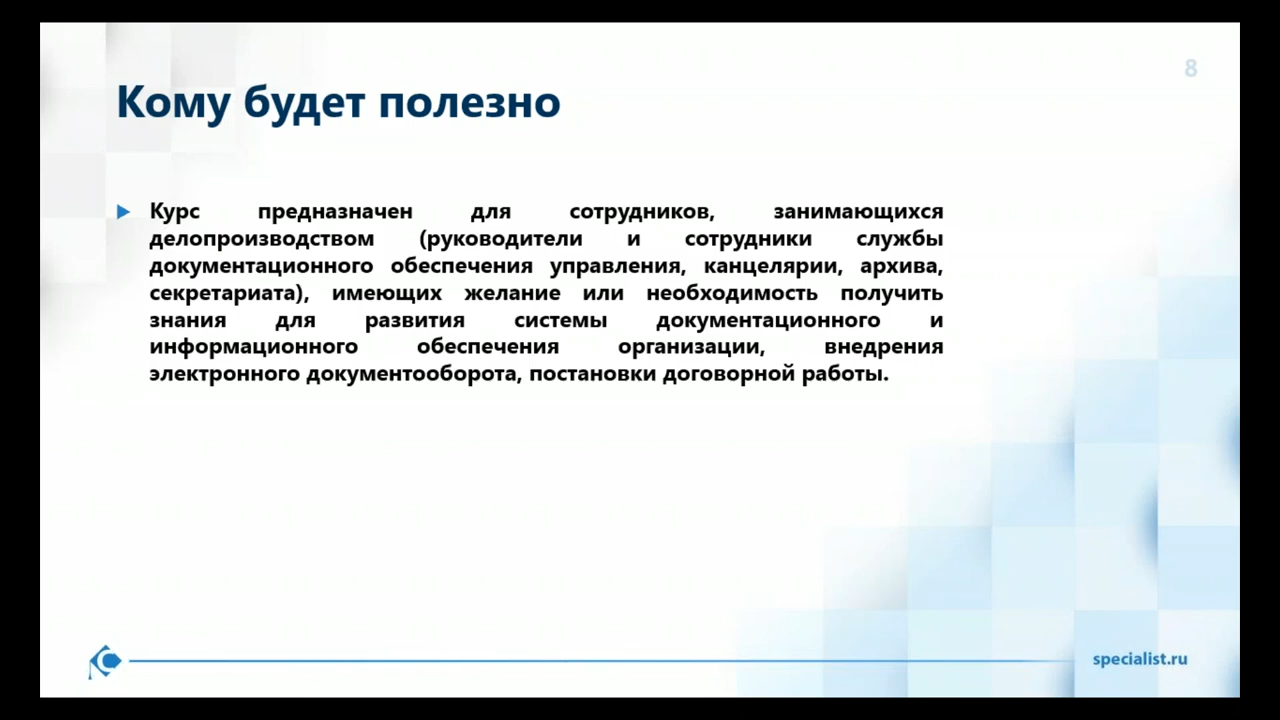 8
Кому будет полезно
Курс предназначен для сотрудников, занимающихся
делопроизводством (руководители и сотрудники службы
документационного обеспечения управления, канцелярии, архива,
секретариата), имеющих желание или необходимость получить
знания для развития системы документационного и
информационного обеспечения организации, внедрения
электронного документооборота, постановки договорной работы.
specialist.ru